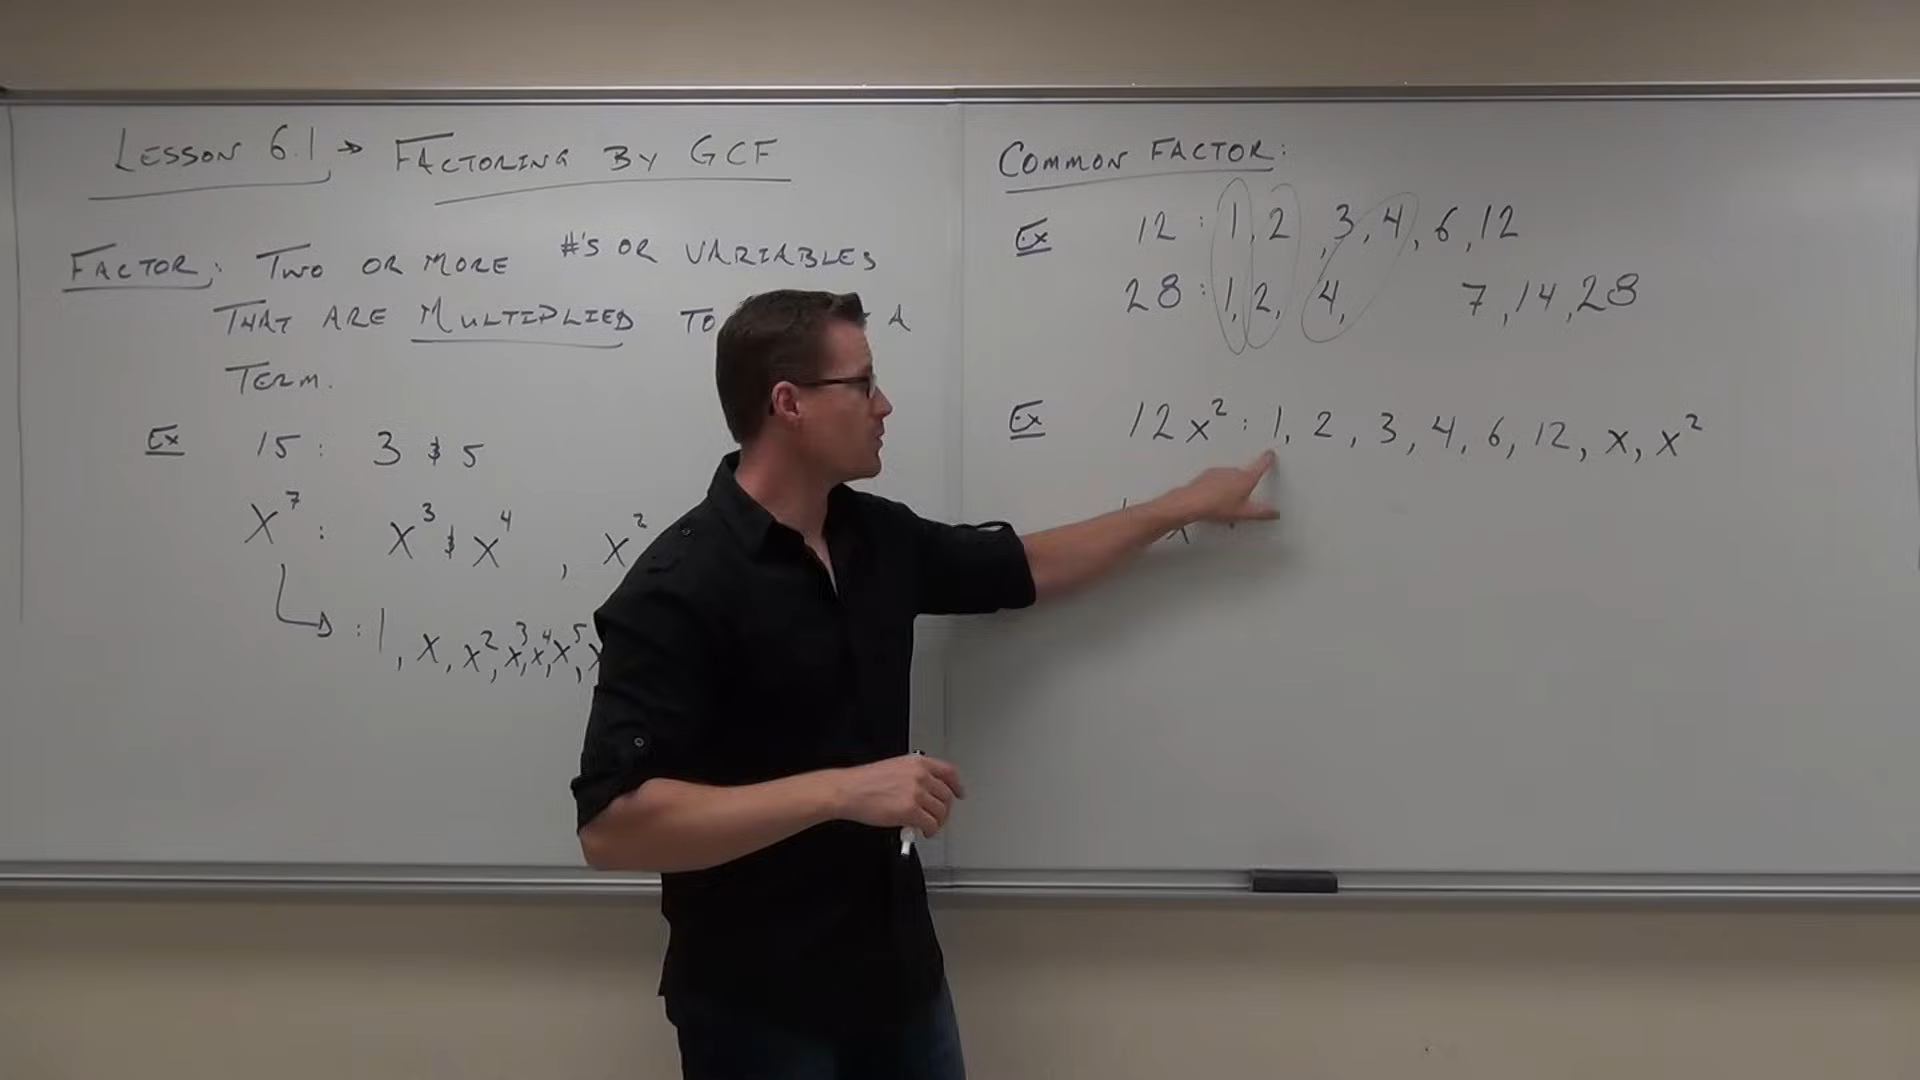 LESSON 6.1 → FACTORING BY GCF
FACTOR: TWO OR MORE #'S OR VARIABLES
THAT ARE MULTIPLIED TO A
TERM.
Ex 15: 3 & 5
x⁷: x³ & x⁴, x²
: 1, x, x², x³, x⁴, x⁵, x
COMMON FACTOR:
Ex 12: 1, 2, 3, 4, 6, 12
28: 1, 2, 4, 7, 14, 28
Ex 12x²: 1, 2, 3, 4, 6, 12, x, x²
x